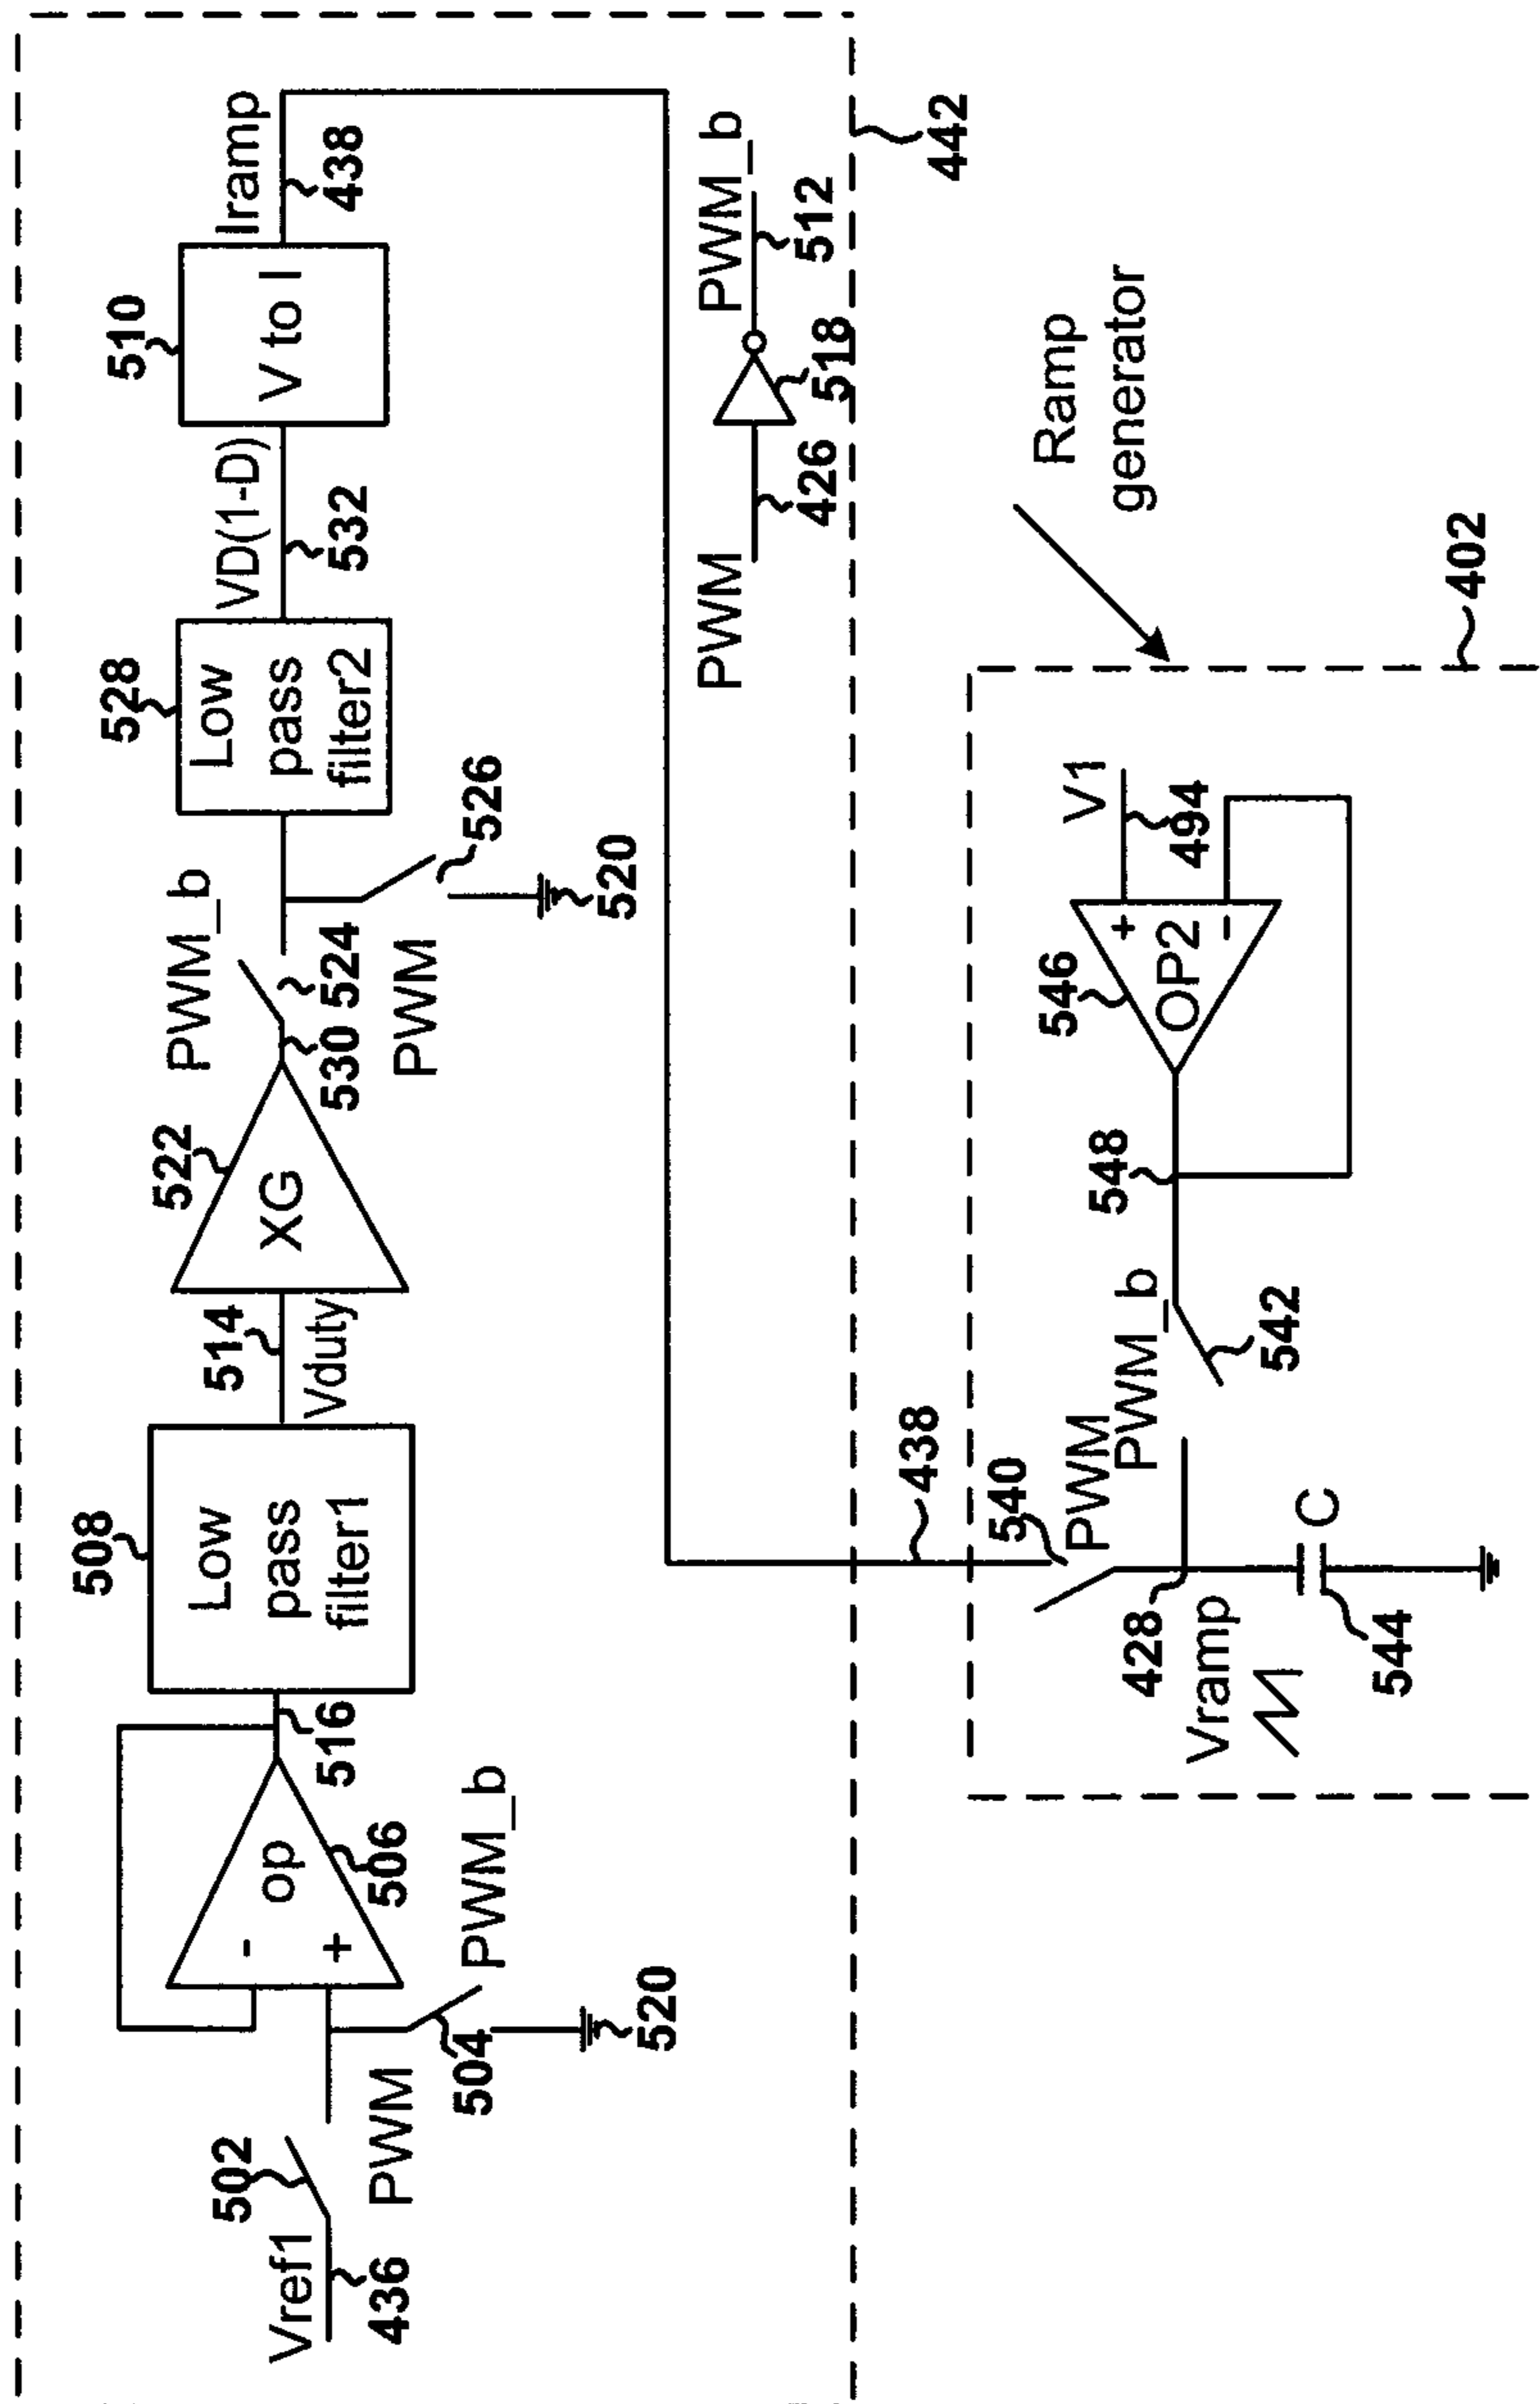 510
Iramp
V to I
438
VD(1-D)
532
528
Low
pass
filter2
PWM_b
526
520
524
530
PWM
522
XG
514
Vduty
508
Low
pass
filter1
516
-
op
+
506
PWM_b
504
520
502
PWM
Vref1
436
PWM
426
518
PWM_b
512
442
Ramp
generator
402
438
540
PWM
PWM_b
542
548
546
OP2
+
-
V1
494
428
Vramp
C
544